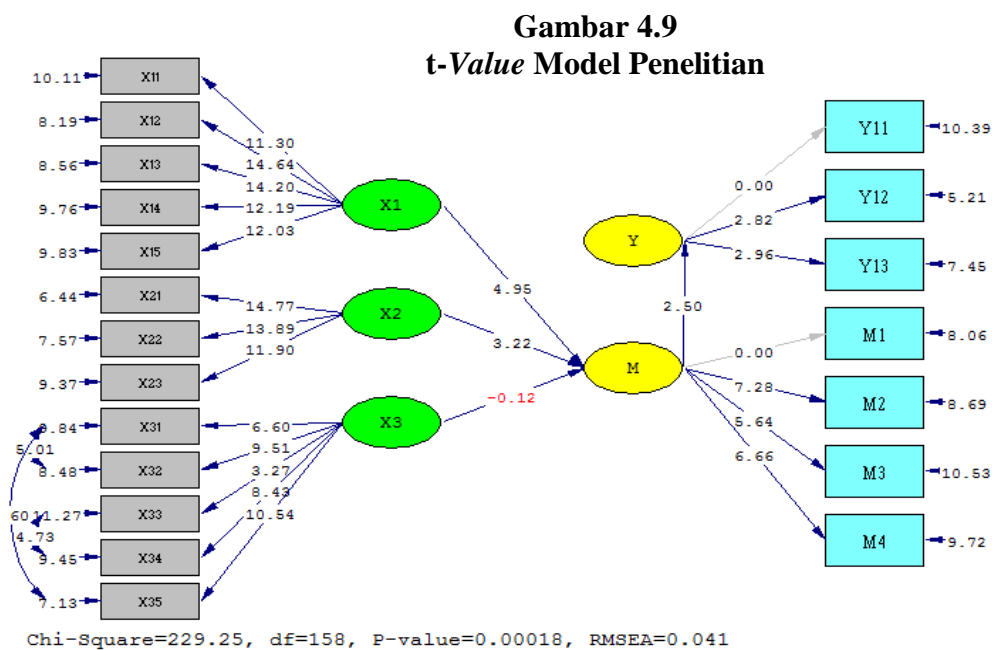 Gambar 4.9
t-Value Model Penelitian
10.11 X11
8.19 X12
8.56 X13
9.76 X14
9.83 X15
6.44 X21
7.57 X22
9.37 X23
X31
8.48 X32
11.27 X33
9.45 X34
7.13 X35
5.01
4.73
11.30
14.64
14.20
12.19
12.03
14.77
13.89
11.90
6.60
9.51
3.27
8.43
10.54
X1
X2
X3
4.95
3.22
-0.12
Y
M
2.50
0.00
2.82
2.96
0.00
7.28
5.64
6.66
Y11 10.39
Y12 5.21
Y13 7.45
M1 8.06
M2 8.69
M3 10.53
M4 9.72
Chi-Square=229.25, df=158, P-value=0.00018, RMSEA=0.041